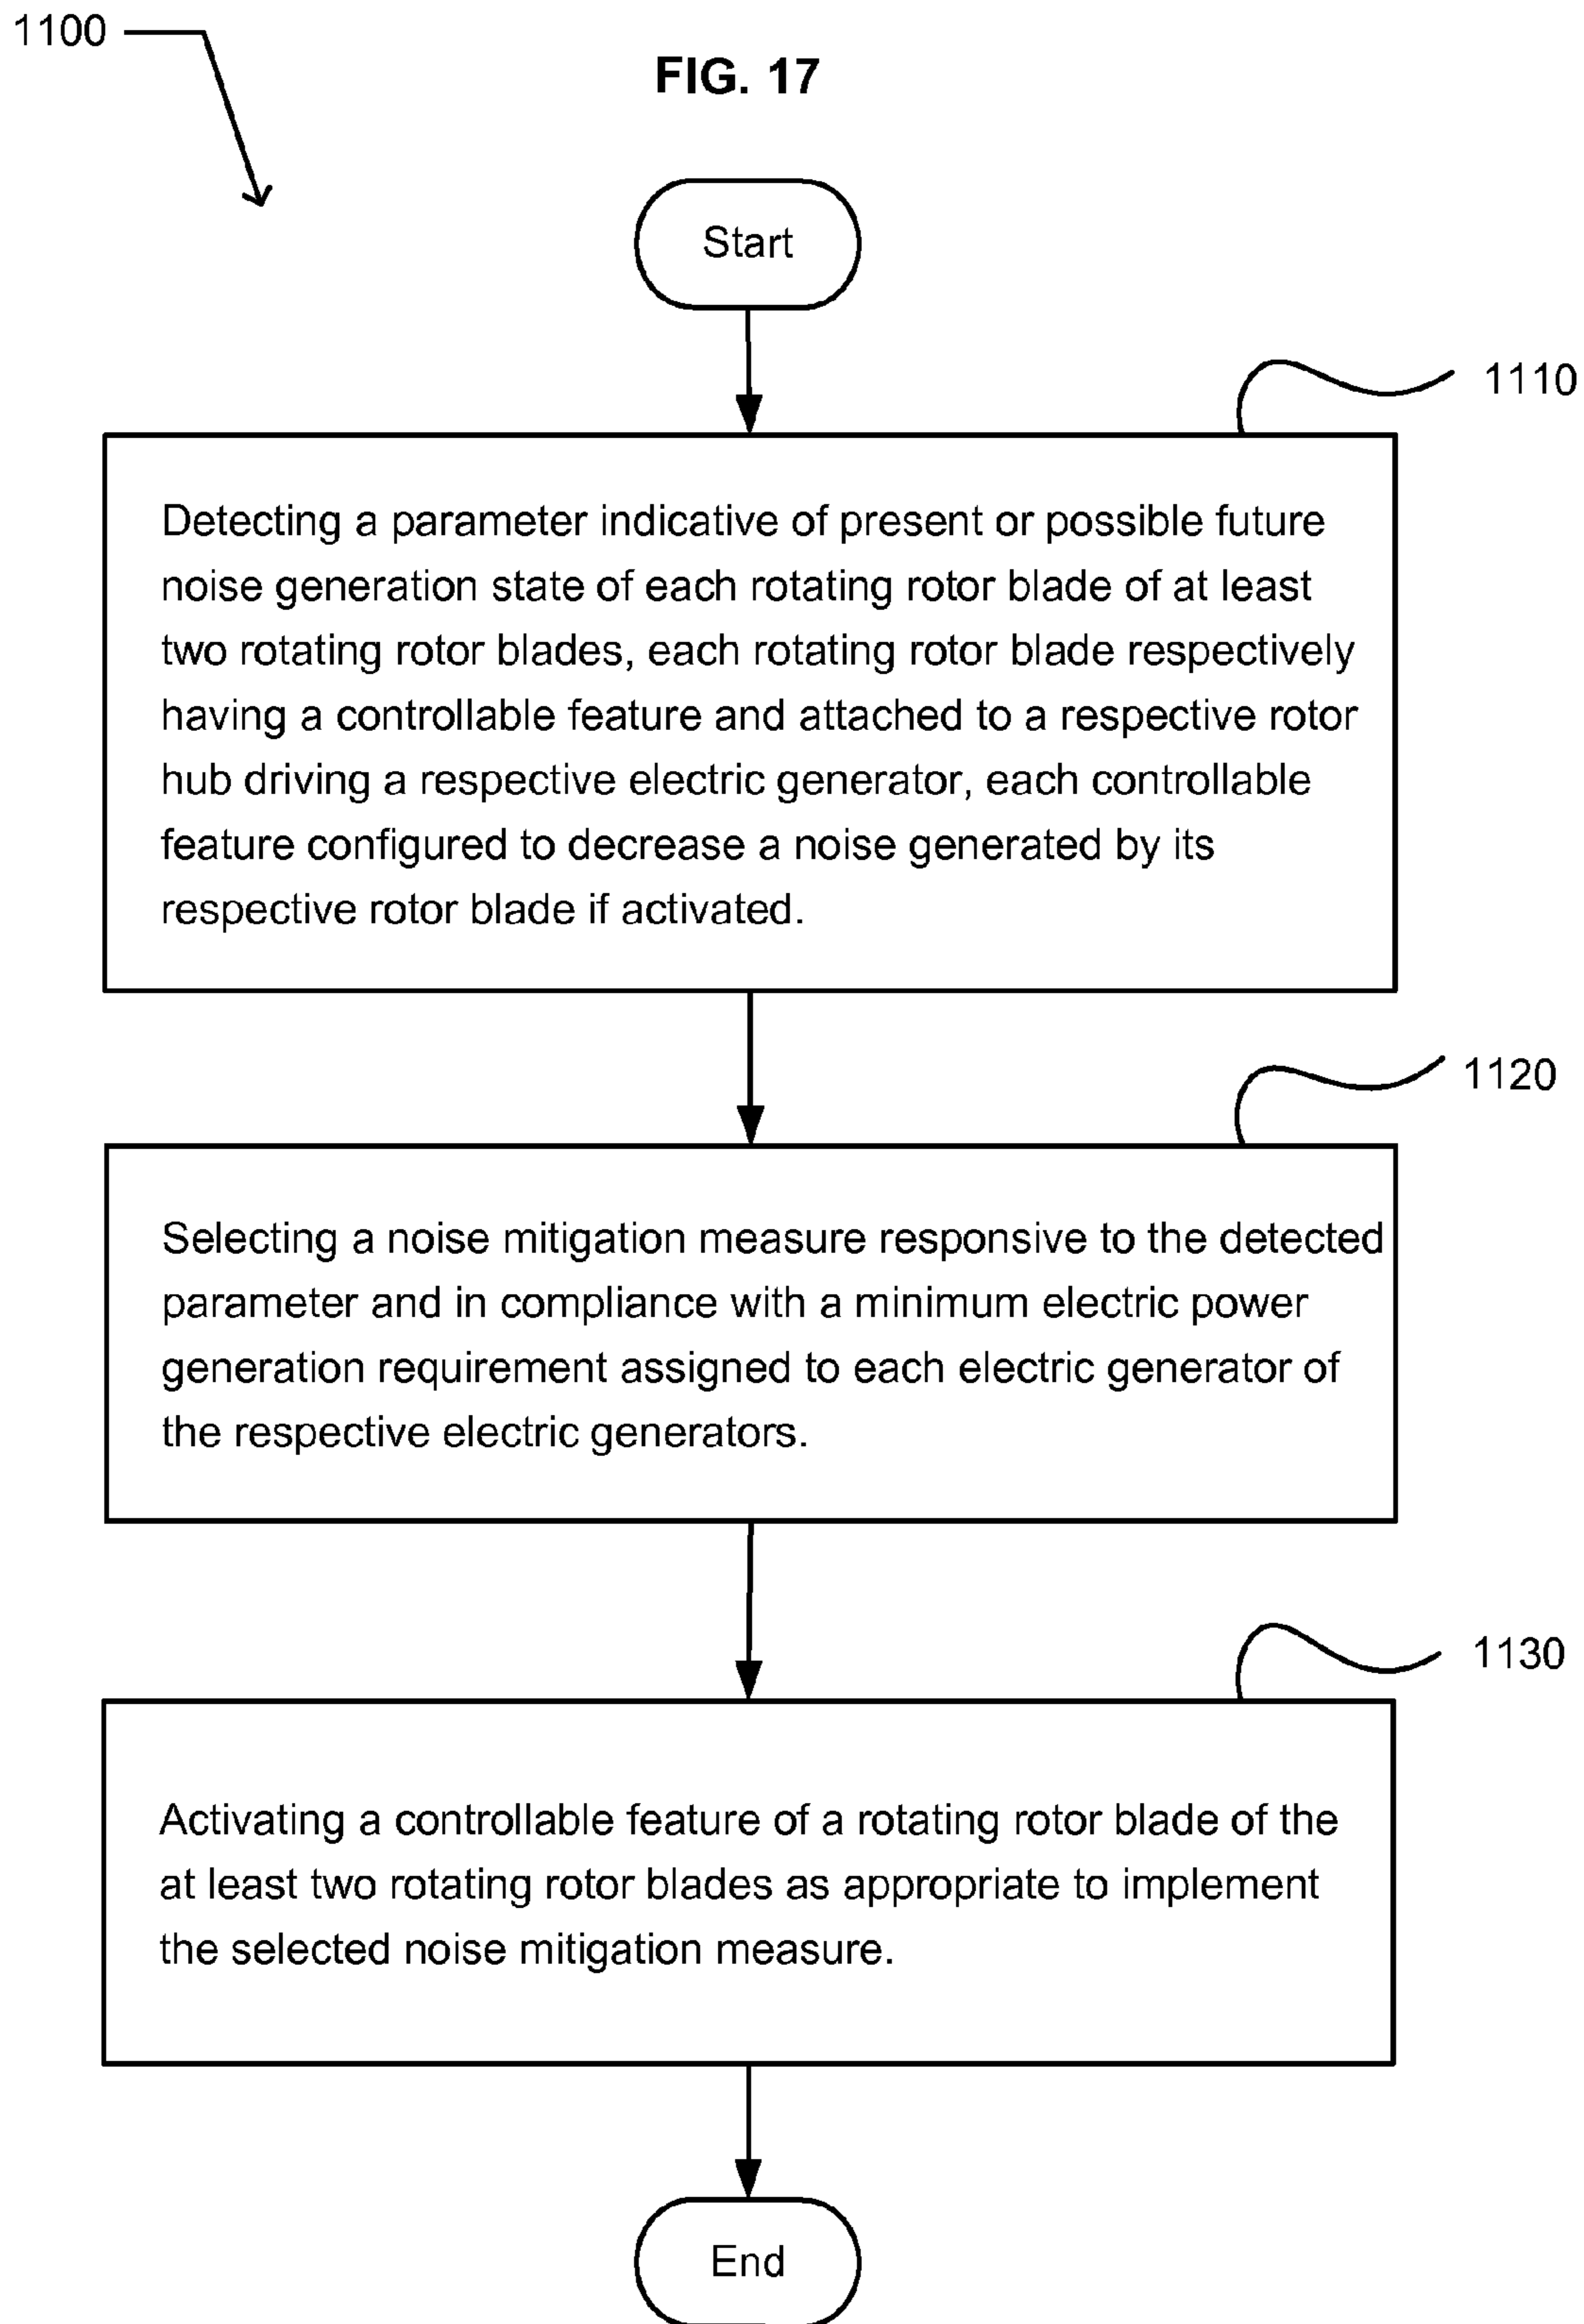 1100
FIG. 17
Start
1110
Detecting a parameter indicative of present or possible future
noise generation state of each rotating rotor blade of at least
two rotating rotor blades, each rotating rotor blade respectively
having a controllable feature and attached to a respective rotor
hub driving a respective electric generator, each controllable
feature configured to decrease a noise generated by its
respective rotor blade if activated.
1120
Selecting a noise mitigation measure responsive to the detected
parameter and in compliance with a minimum electric power
generation requirement assigned to each electric generator of
the respective electric generators.
1130
Activating a controllable feature of a rotating rotor blade of the
at least two rotating rotor blades as appropriate to implement
the selected noise mitigation measure.
End